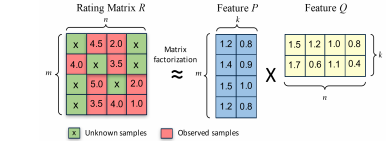 Rating Matrix R
Feature P
Feature Q
n
k
x 4.5 2.0 x
4.0 x 3.5 x
x 5.0 x 2.0
x 3.5 4.0 1.0
m
Matrix
factorization
≈
m
1.2 0.8
1.4 0.9
1.5 1.0
1.2 0.8
X
1.5 1.2 1.0 0.8
1.7 0.6 1.1 0.4
k
n
x Unknown samples
Observed samples